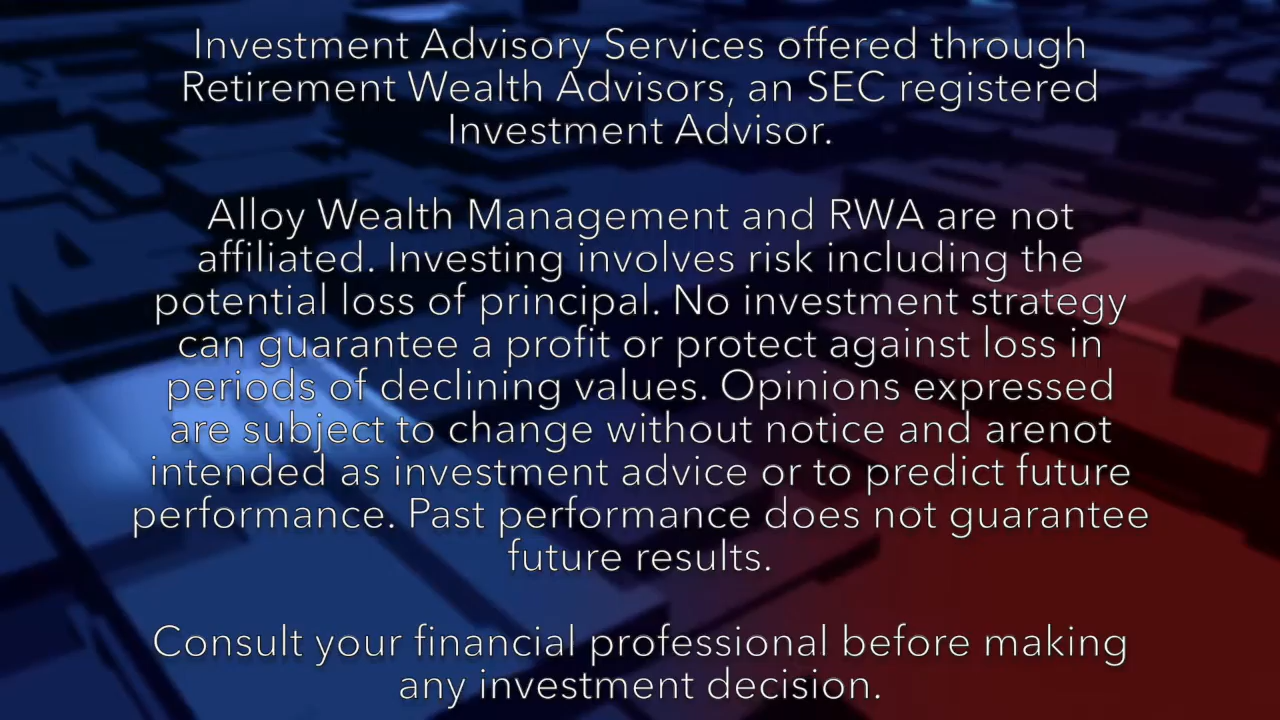 Investment Advisory Services offered through
Retirement Wealth Advisors, an SEC registered
Investment Advisor.
Alloy Wealth Management and RWA are not
affiliated. Investing involves risk including the
potential loss of principal. No investment strategy
can guarantee a profit or protect against loss in
periods of declining values. Opinions expressed
are subject to change without notice and arenot
intended as investment advice or to predict future
performance. Past performance does not guarantee
future results.
Consult your financial professional before making
any investment decision.